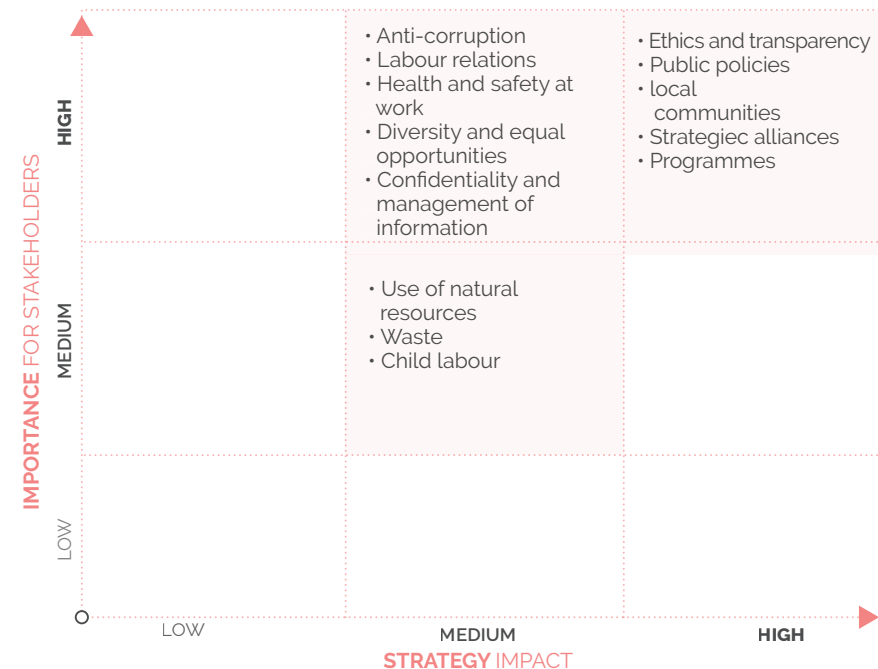 • Anti-corruption
• Labour relations
• Health and safety at
work
• Diversity and equal
opportunities
• Confidentiality and
management of
information
• Ethics and transparency
• Public policies
• local
communities
• Strategiec alliances
• Programmes
• Use of natural
resources
• Waste
• Child labour
IMPORTANCE FOR STAKEHOLDERS
HIGH
MEDIUM
LOW
LOW
MEDIUM
HIGH
STRATEGY IMPACT